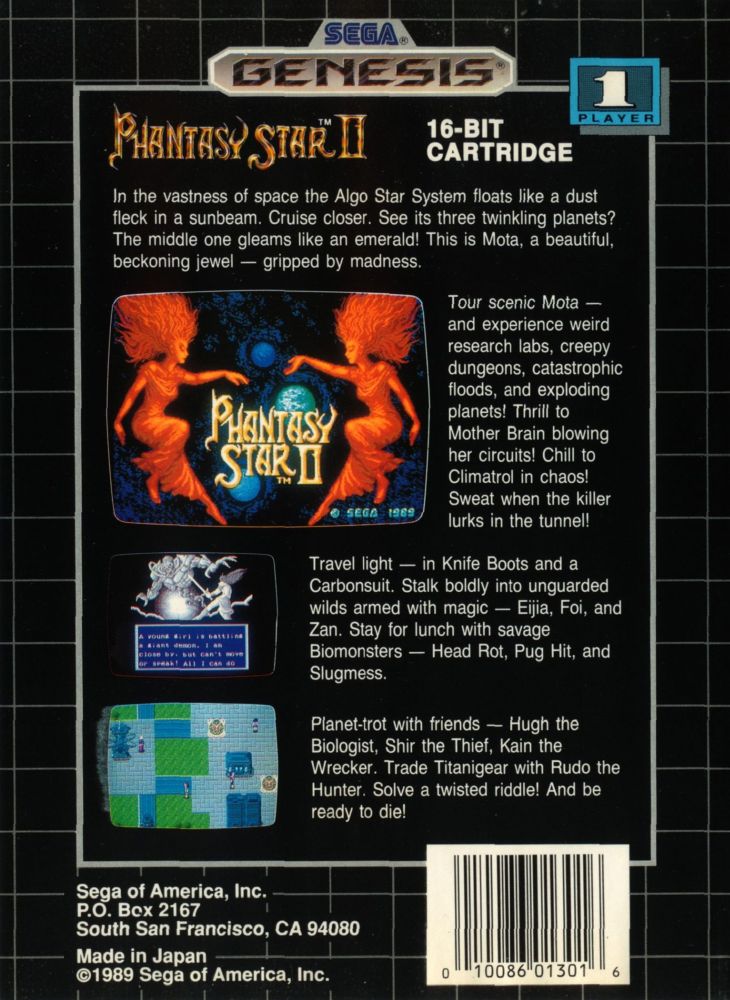 SEGA®
GENESIS®
1
PLAYER
PHANTASY STAR™ II
16-BIT
CARTRIDGE
In the vastness of space the Algo Star System floats like a dust
fleck in a sunbeam. Cruise closer. See its three twinkling planets?
The middle one gleams like an emerald! This is Mota, a beautiful,
beckoning jewel — gripped by madness.
PHANTASY
STAR II
TM
© SEGA 1989
Tour scenic Mota —
and experience weird
research labs, creepy
dungeons, catastrophic
floods, and exploding
planets! Thrill to
Mother Brain blowing
her circuits! Chill to
Climatrol in chaos!
Sweat when the killer
lurks in the tunnel!
A young girl is battling
a giant demon. I am
close by, but can't move
or speak! All I can do
Travel light — in Knife Boots and a
Carbonsuit. Stalk boldly into unguarded
wilds armed with magic — Eijia, Foi, and
Zan. Stay for lunch with savage
Biomonsters — Head Rot, Pug Hit, and
Slugmess.
Planet-trot with friends — Hugh the
Biologist, Shir the Thief, Kain the
Wrecker. Trade Titanigear with Rudo the
Hunter. Solve a twisted riddle! And be
ready to die!
Sega of America, Inc.
P.O. Box 2167
South San Francisco, CA 94080
Made in Japan
©1989 Sega of America, Inc.
0 10086 01301 6